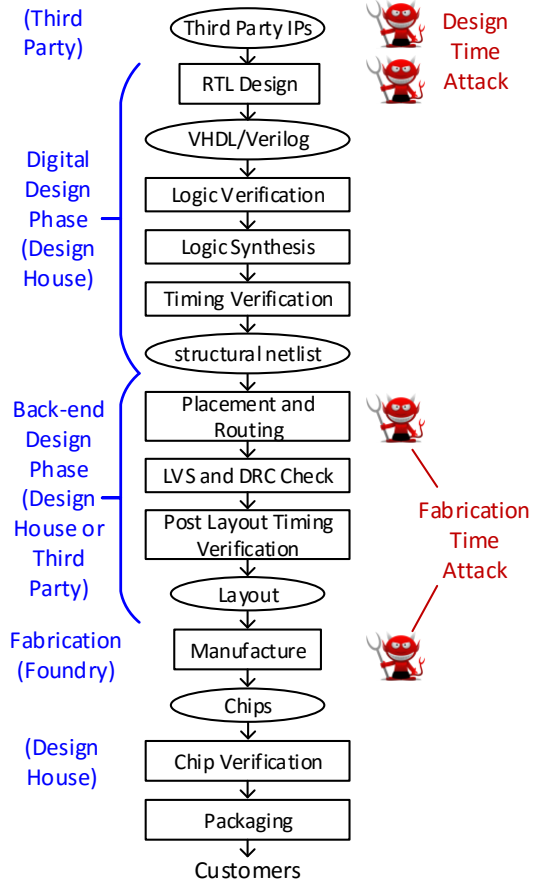 (Third
Party)
Third Party IPs
Design
Time
Attack
RTL Design
VHDL/Verilog
Digital
Design
Phase
(Design
House)
Logic Verification
Logic Synthesis
Timing Verification
structural netlist
Back-end
Design
Phase
(Design
House or
Third
Party)
Placement and
Routing
LVS and DRC Check
Post Layout Timing
Verification
Fabrication
Time
Attack
Layout
Fabrication
(Foundry)
Manufacture
Chips
(Design
House)
Chip Verification
Packaging
Customers